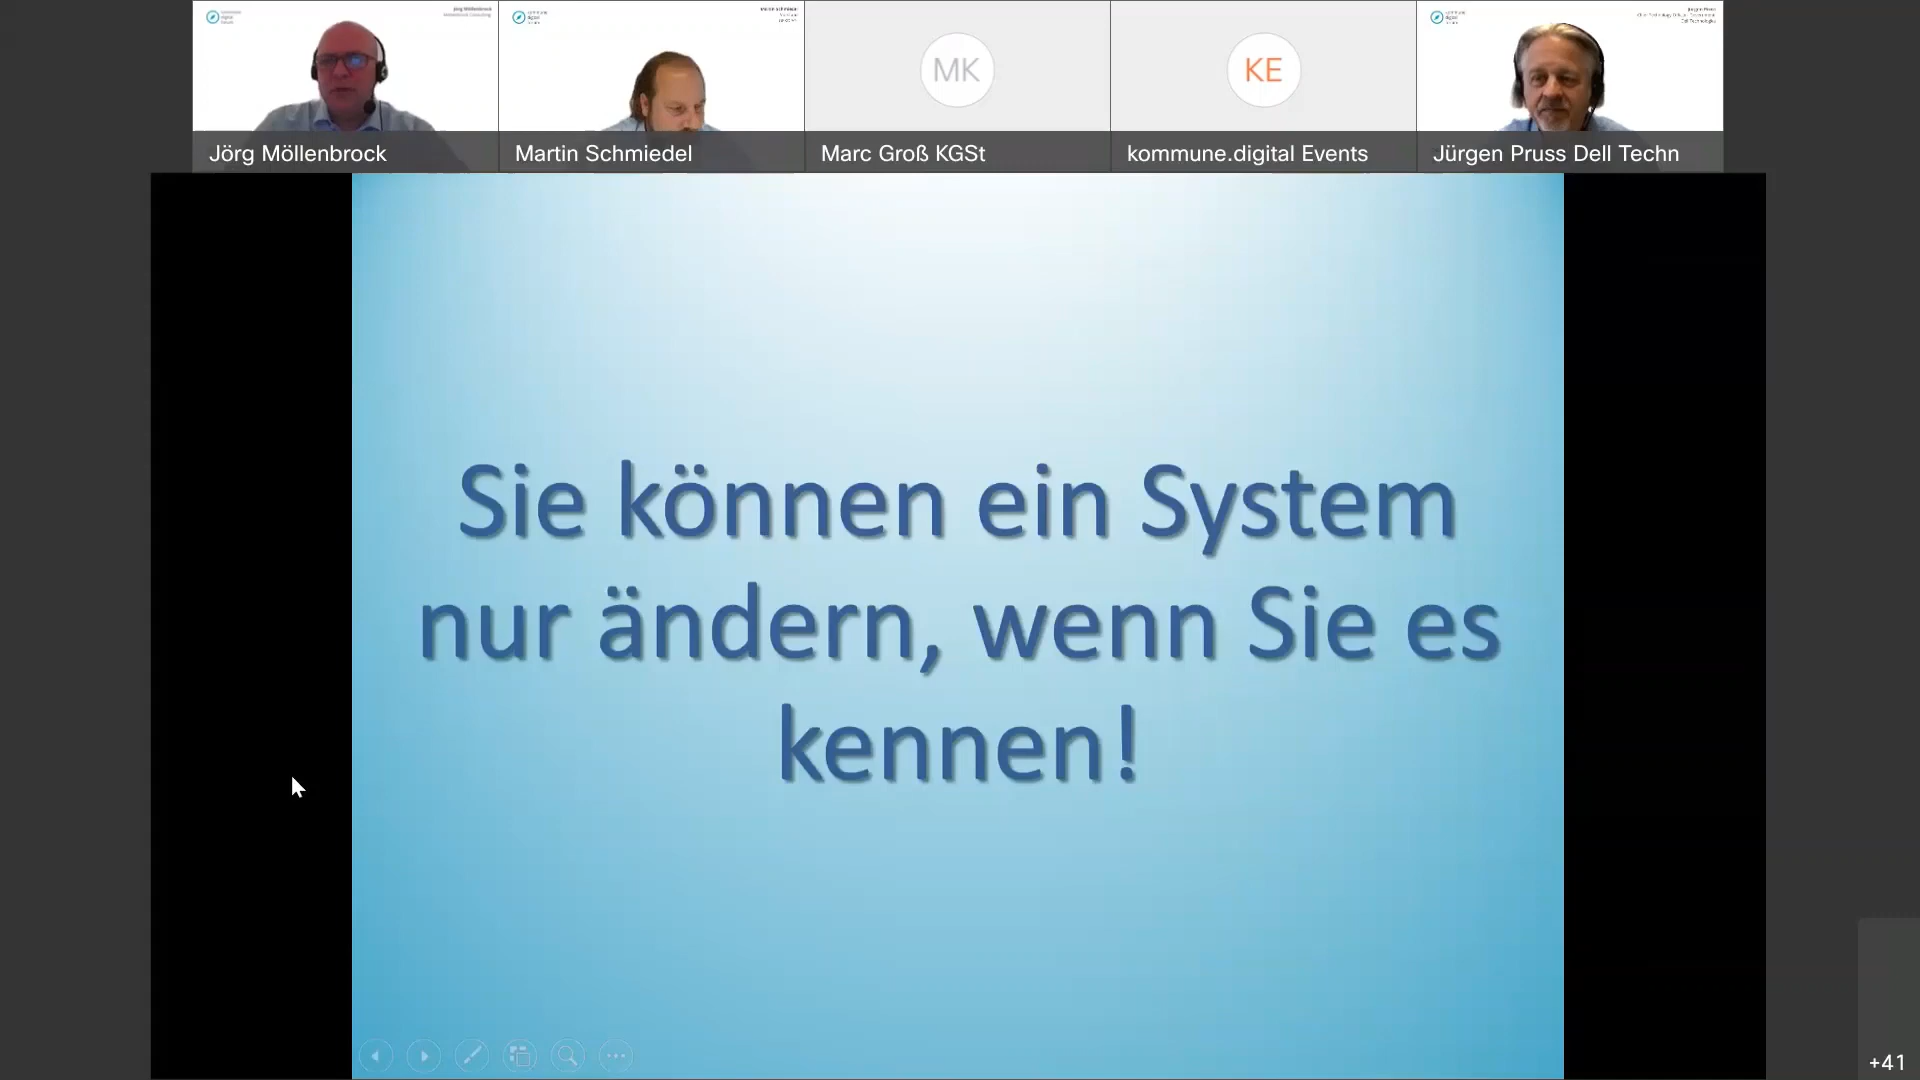 Jörg Möllenbrock
Martin Schmiedel
MK
Marc Groß KGSt
KE
kommune.digital Events
Jürgen Pruss Dell Techn
Sie können ein System
nur ändern, wenn Sie es
kennen!
+41